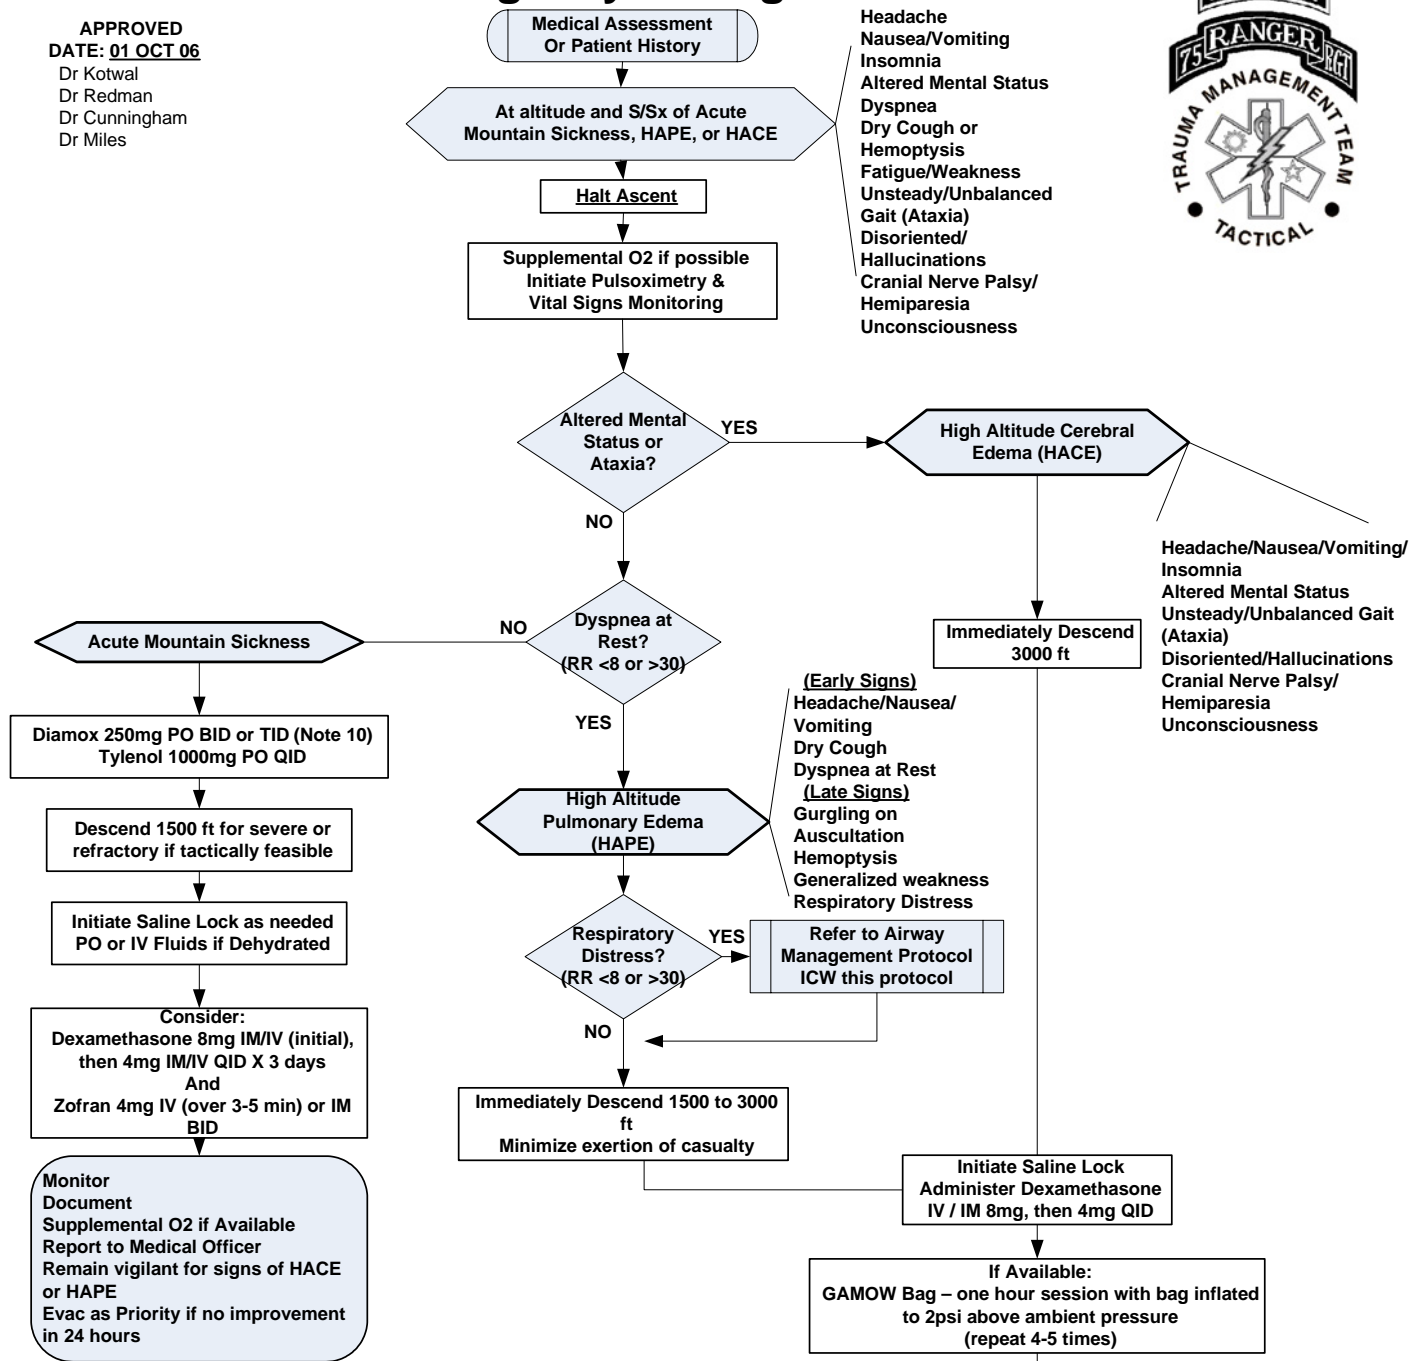 APPROVED
DATE: 01 OCT 06
Dr Kotwal
Dr Redman
Dr Cunningham
Dr Miles
Medical Assessment
Or Patient History
At altitude and S/Sx of Acute
Mountain Sickness, HAPE, or HACE
Headache
Nausea/Vomiting
Insomnia
Altered Mental Status
Dyspnea
Dry Cough or
Hemoptysis
Fatigue/Weakness
Unsteady/Unbalanced
Gait (Ataxia)
Disoriented/
Hallucinations
Cranial Nerve Palsy/
Hemiparesia
Unconsciousness
75 RANGER RGT
TRAUMA MANAGEMENT TEAM
TACTICAL
Halt Ascent
Supplemental O2 if possible
Initiate Pulsoximetry &
Vital Signs Monitoring
Altered Mental
Status or
Ataxia?
YES
NO
High Altitude Cerebral
Edema (HACE)
Headache/Nausea/Vomiting/
Insomnia
Altered Mental Status
Unsteady/Unbalanced Gait
(Ataxia)
Disoriented/Hallucinations
Cranial Nerve Palsy/
Hemiparesia
Unconsciousness
Immediately Descend
3000 ft
Dyspnea at
Rest?
(RR <8 or >30)
NO
YES
Acute Mountain Sickness
Diamox 250mg PO BID or TID (Note 10)
Tylenol 1000mg PO QID
Descend 1500 ft for severe or
refractory if tactically feasible
Initiate Saline Lock as needed
PO or IV Fluids if Dehydrated
Consider:
Dexamethasone 8mg IM/IV (initial),
then 4mg IM/IV QID X 3 days
And
Zofran 4mg IV (over 3-5 min) or IM
BID
Monitor
Document
Supplemental O2 if Available
Report to Medical Officer
Remain vigilant for signs of HACE
or HAPE
Evac as Priority if no improvement
in 24 hours
(Early Signs)
Headache/Nausea/
Vomiting
Dry Cough
Dyspnea at Rest
(Late Signs)
Gurgling on
Auscultation
Hemoptysis
Generalized weakness
Respiratory Distress
High Altitude
Pulmonary Edema
(HAPE)
Respiratory
Distress?
(RR <8 or >30)
YES
NO
Refer to Airway
Management Protocol
ICW this protocol
Immediately Descend 1500 to 3000
ft
Minimize exertion of casualty
Initiate Saline Lock
Administer Dexamethasone
IV / IM 8mg, then 4mg QID
If Available:
GAMOW Bag – one hour session with bag inflated
to 2psi above ambient pressure
(repeat 4-5 times)